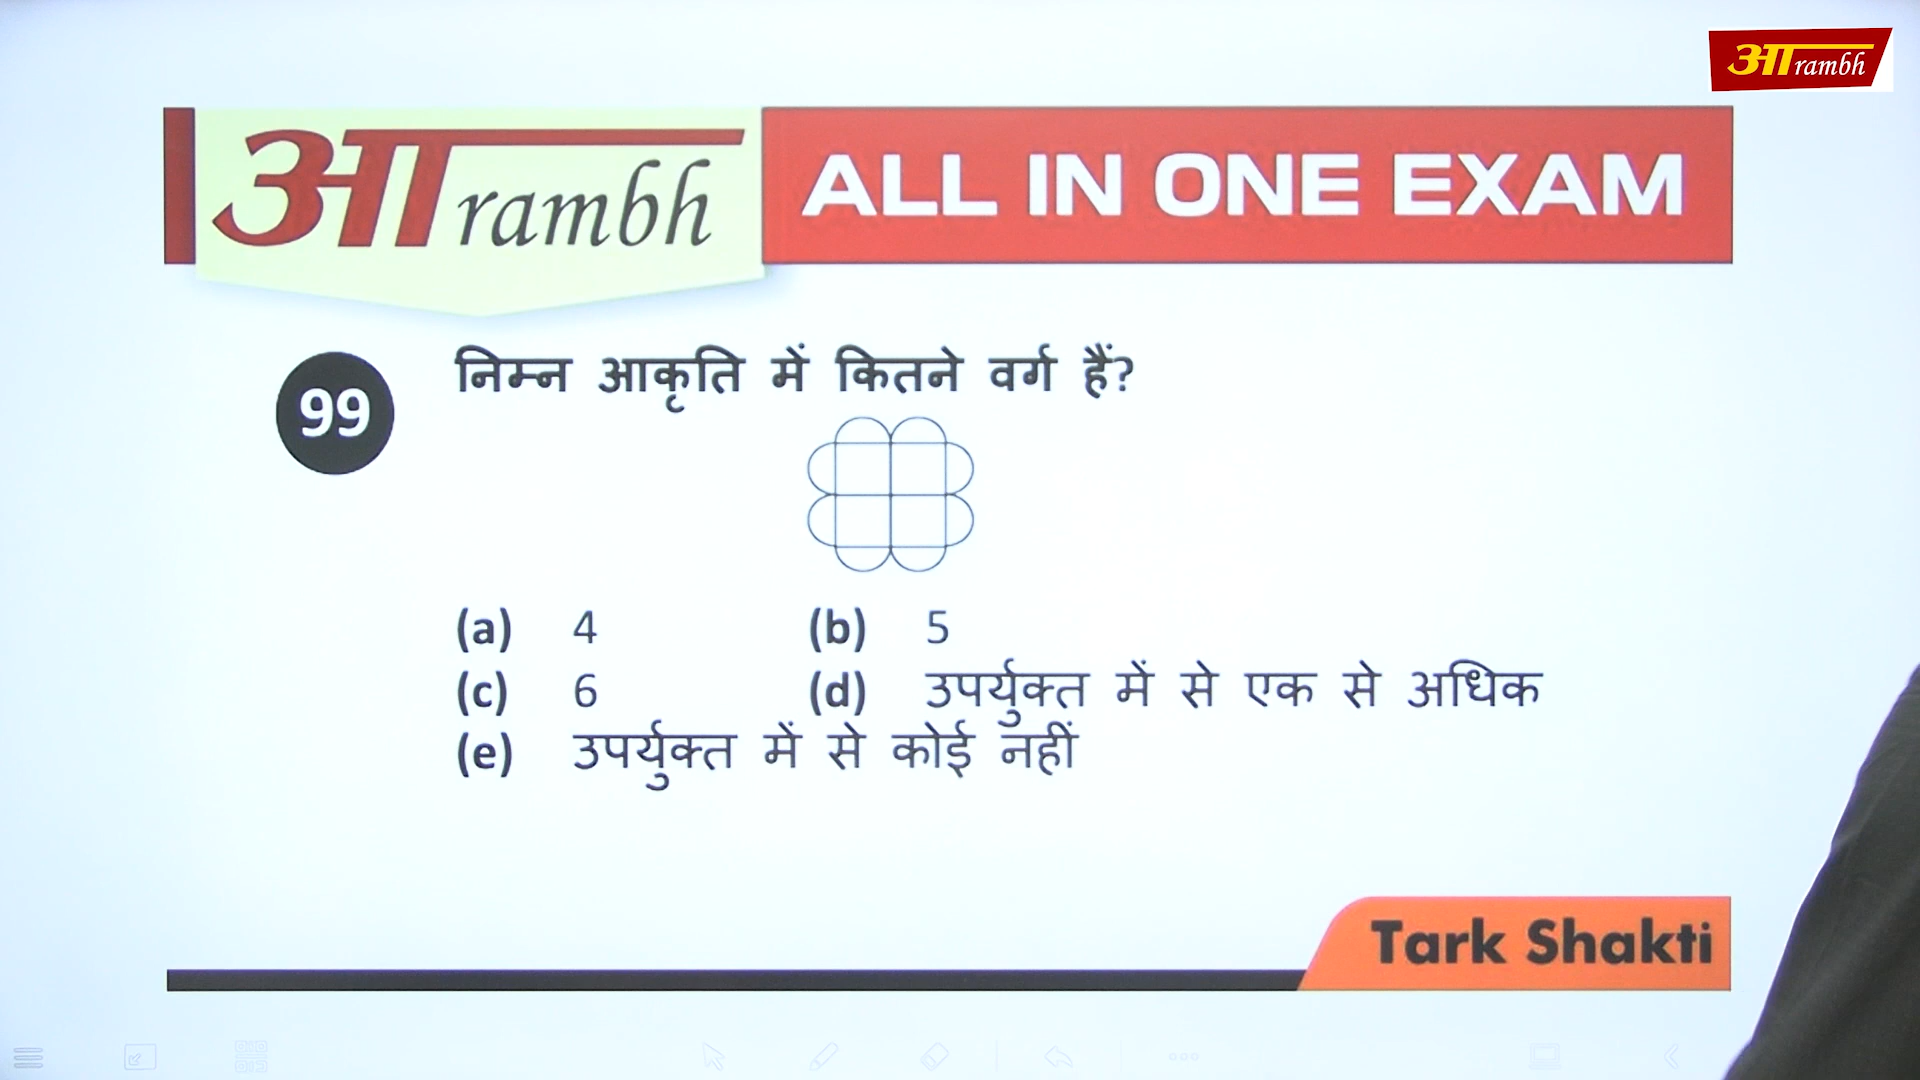 आrambh
आrambh ALL IN ONE EXAM
99 निम्न आकृति में कितने वर्ग हैं?
(a) 4 (b) 5
(c) 6 (d) उपर्युक्त में से एक से अधिक
(e) उपर्युक्त में से कोई नहीं
Tark Shakti